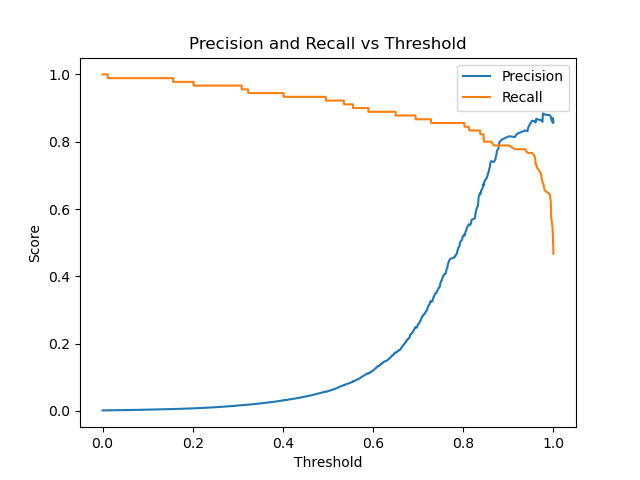 Precision and Recall vs Threshold
Precision
Recall
Score
1.0
0.8
0.6
0.4
0.2
0.0
0.0 0.2 0.4 0.6 0.8 1.0
Threshold